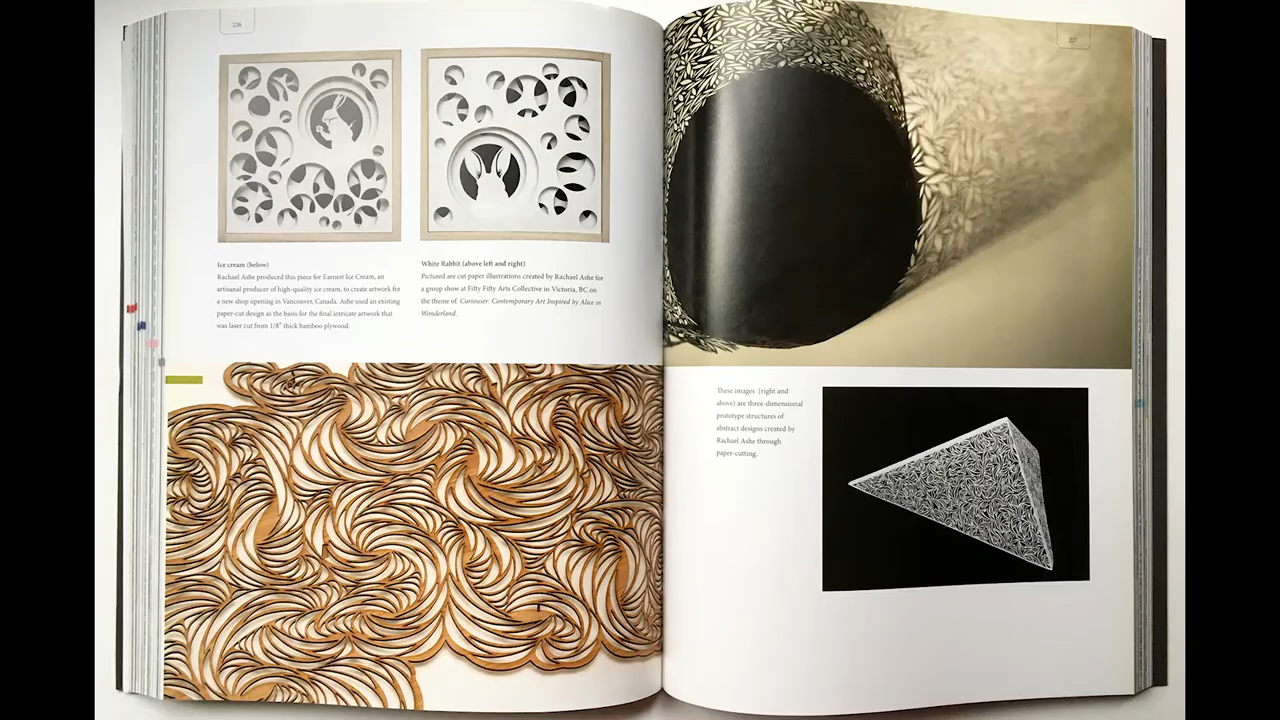 226
Ice cream (below)
Rachael Ashe produced this piece for Earnest Ice Cream, an
artisanal producer of high-quality ice cream, to create artwork for
a new shop opening in Vancouver, Canada. Ashe used an existing
paper-cut design as the basis for the final intricate artwork that
was laser cut from 1/8" thick bamboo plywood.
White Rabbit (above left and right)
Pictured are cut paper illustrations created by Rachael Ashe for
a group show at Fifty Fifty Arts Collective in Victoria, BC on
the theme of Curiouser: Contemporary Art Inspired by Alice in
Wonderland.
227
These images (right and
above) are three-dimensional
prototype structures of
abstract designs created by
Rachael Ashe through
paper-cutting.